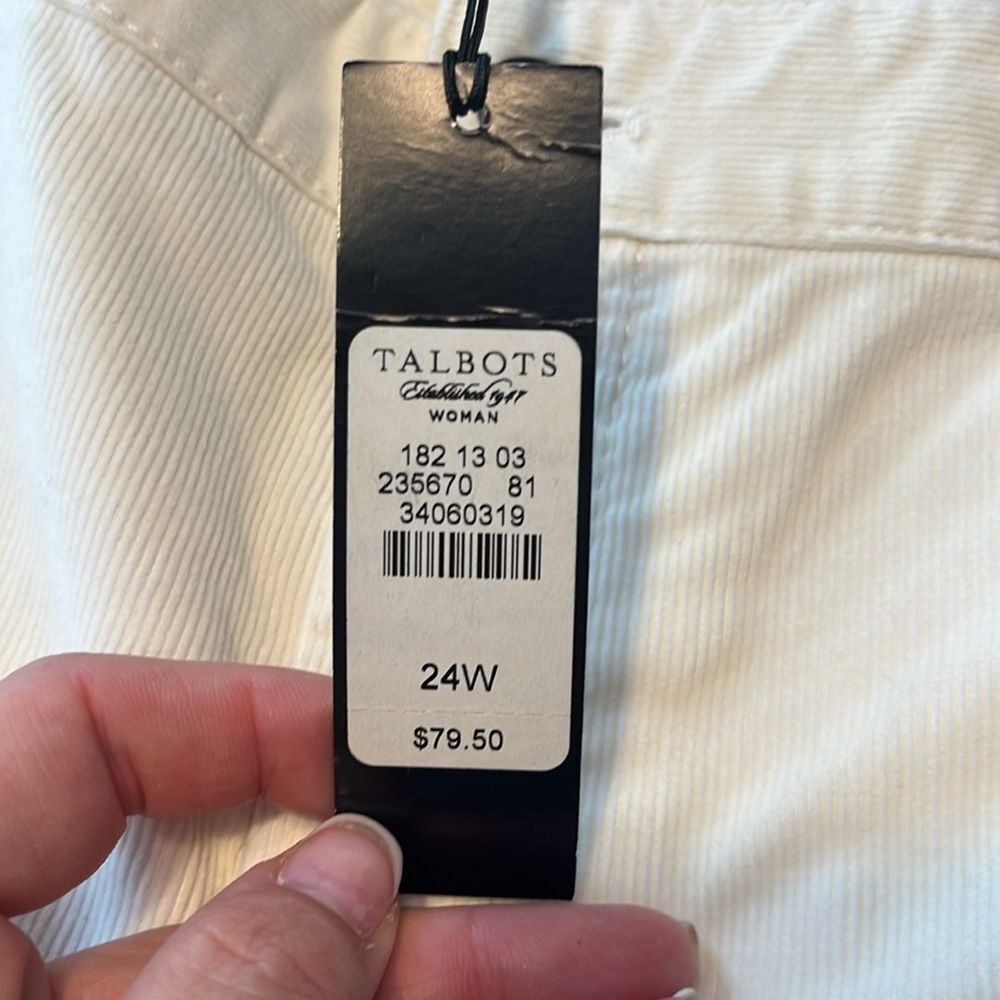 TALBOTS
Established 1947
WOMAN
182 13 03
235670 81
34060319
24W
$79.50